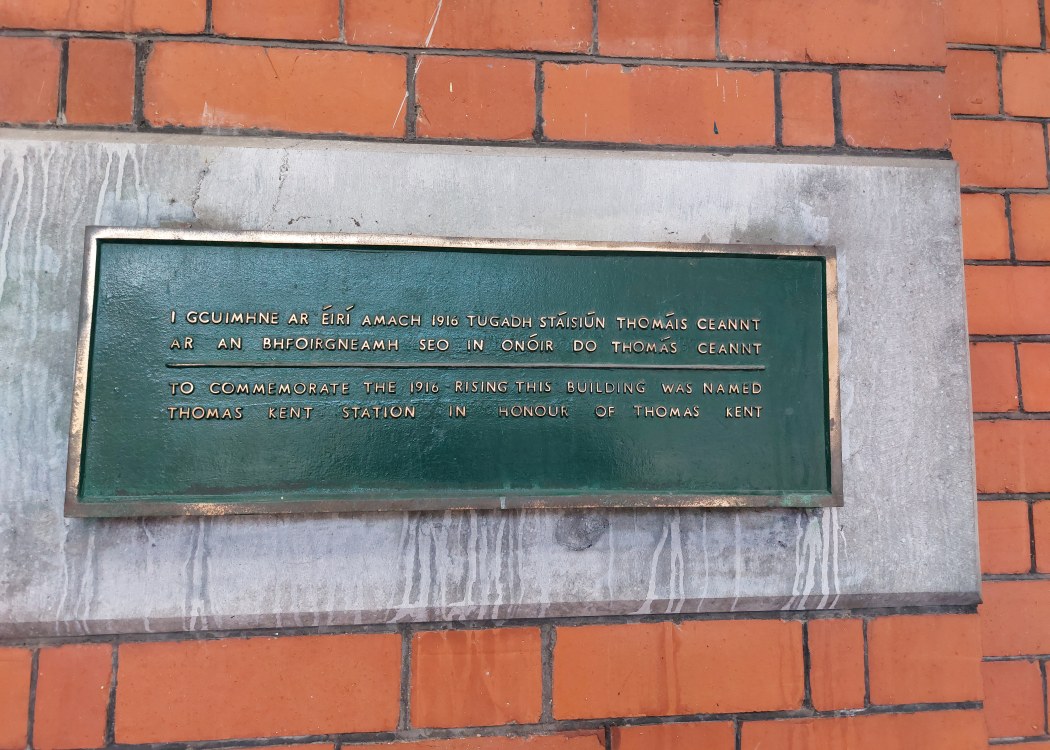 I GCUIMHNE AR ÉIRÍ AMACH 1916 TUGADH STÁISIÚN THOMÁIS CEANNT
AR AN BHFOIRGNEAMH SEO IN ONÓIR DO THOMÁS CEANNT
TO COMMEMORATE THE 1916 RISING THIS BUILDING WAS NAMED
THOMAS KENT STATION IN HONOUR OF THOMAS KENT